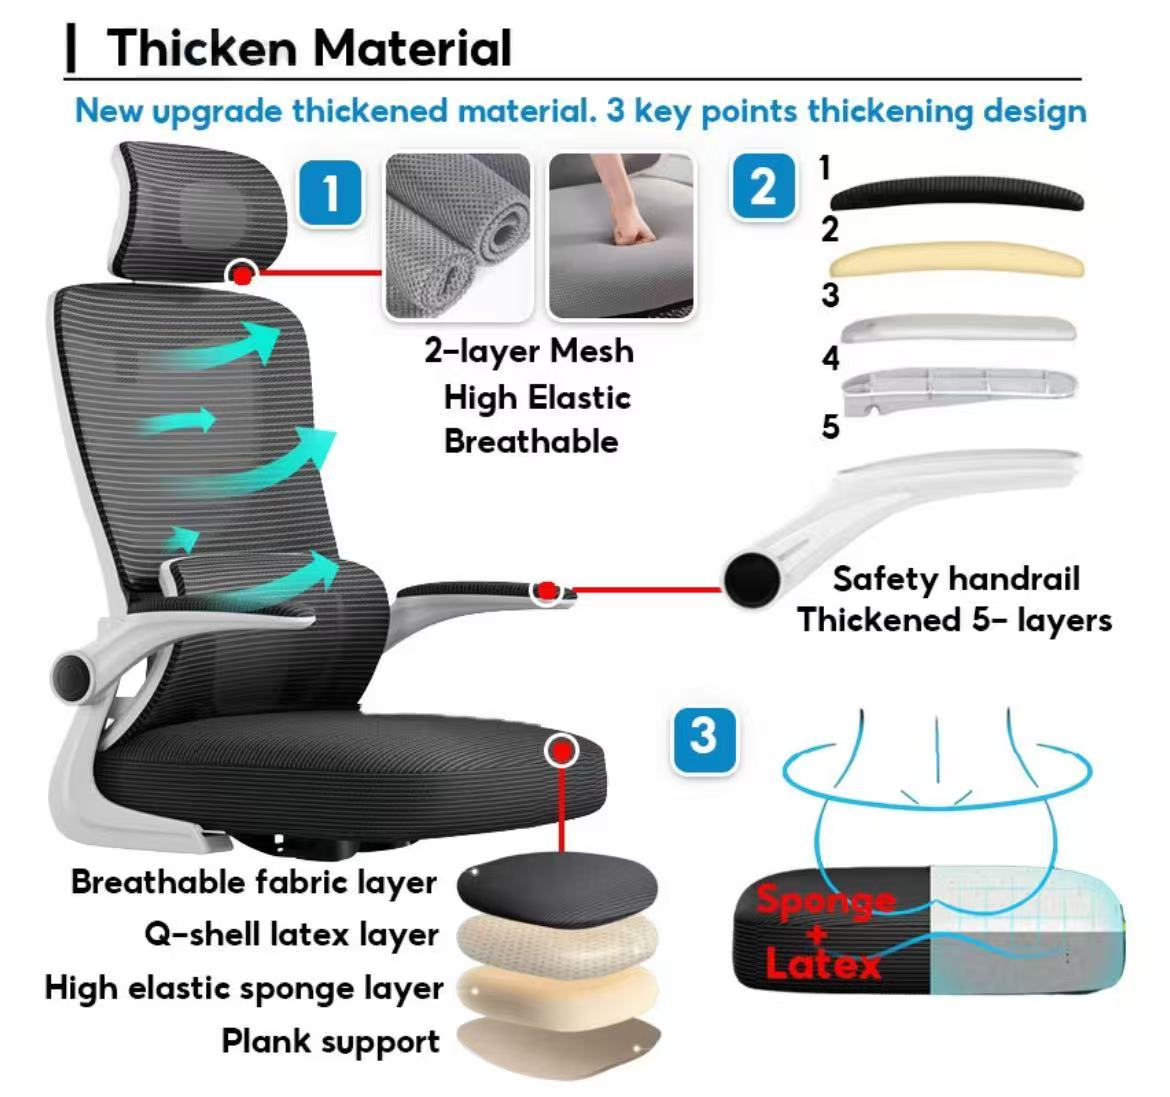 Thicken Material
New upgrade thickened material. 3 key points thickening design
1
2-layer Mesh
High Elastic
Breathable
2
1
2
3
4
5
Safety handrail
Thickened 5- layers
3
Sponge
+
Latex
Breathable fabric layer
Q-shell latex layer
High elastic sponge layer
Plank support